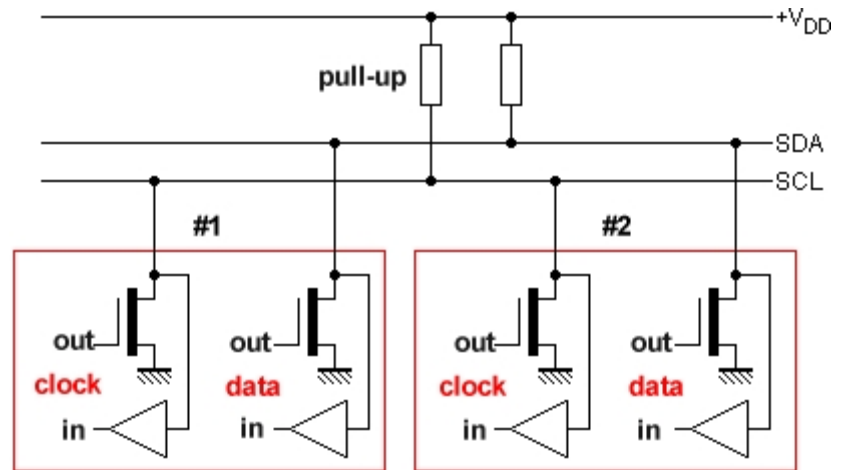 +VDD
pull-up
SDA
SCL
#1
#2
out
out
out
out
clock
data
clock
data
in
in
in
in